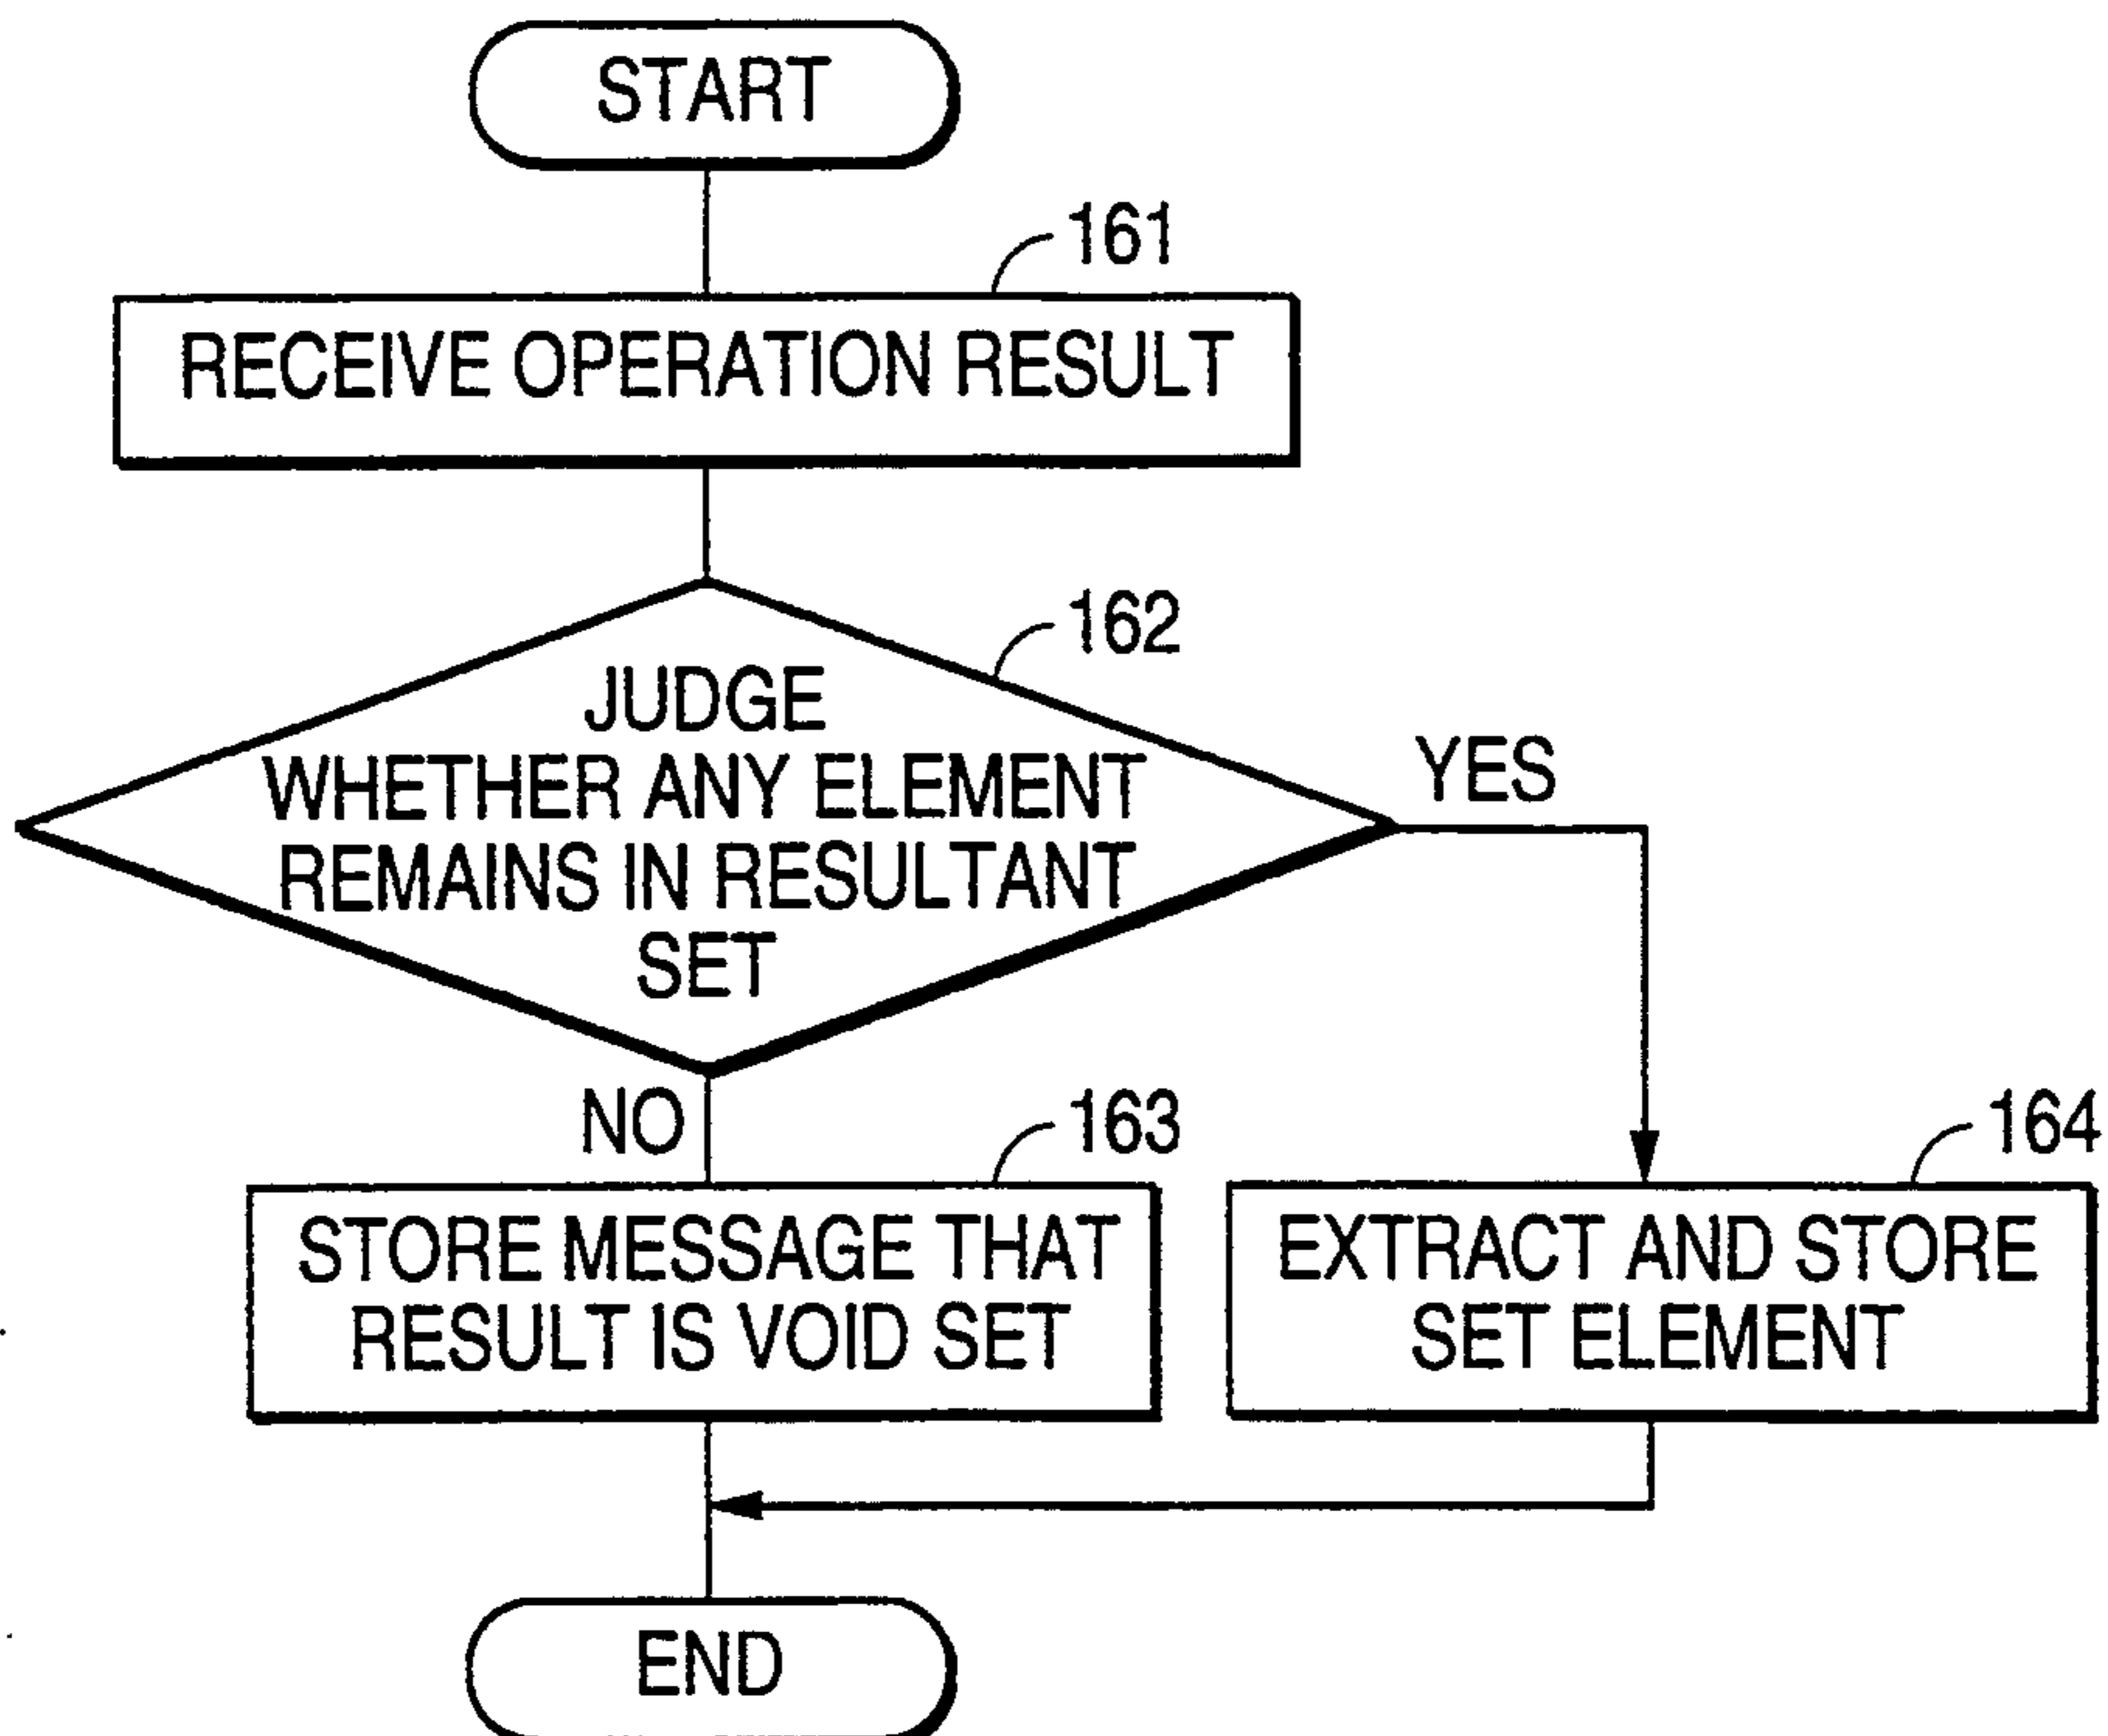 START
161
RECEIVE OPERATION RESULT
162
JUDGE
WHETHER ANY ELEMENT
REMAINS IN RESULTANT
SET
YES
NO
163
STORE MESSAGE THAT
RESULT IS VOID SET
164
EXTRACT AND STORE
SET ELEMENT
END